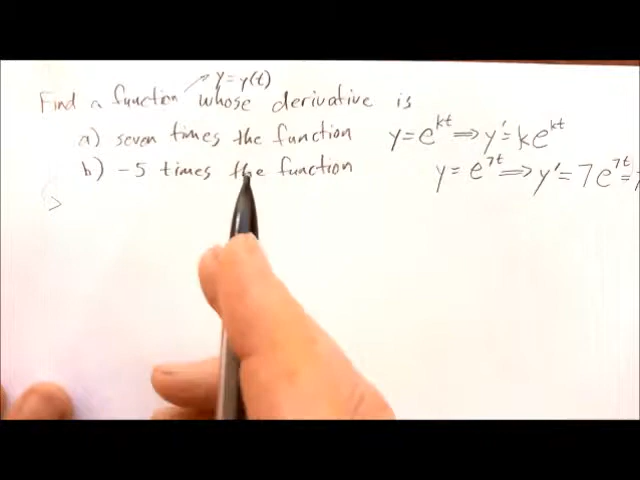 y=y(t)
Find a function whose derivative is
a) seven times the function y=e^{kt} ⟹ y'=ke^{kt}
b) -5 times the function y=e^{7t} ⟹ y'=7e^{7t}=